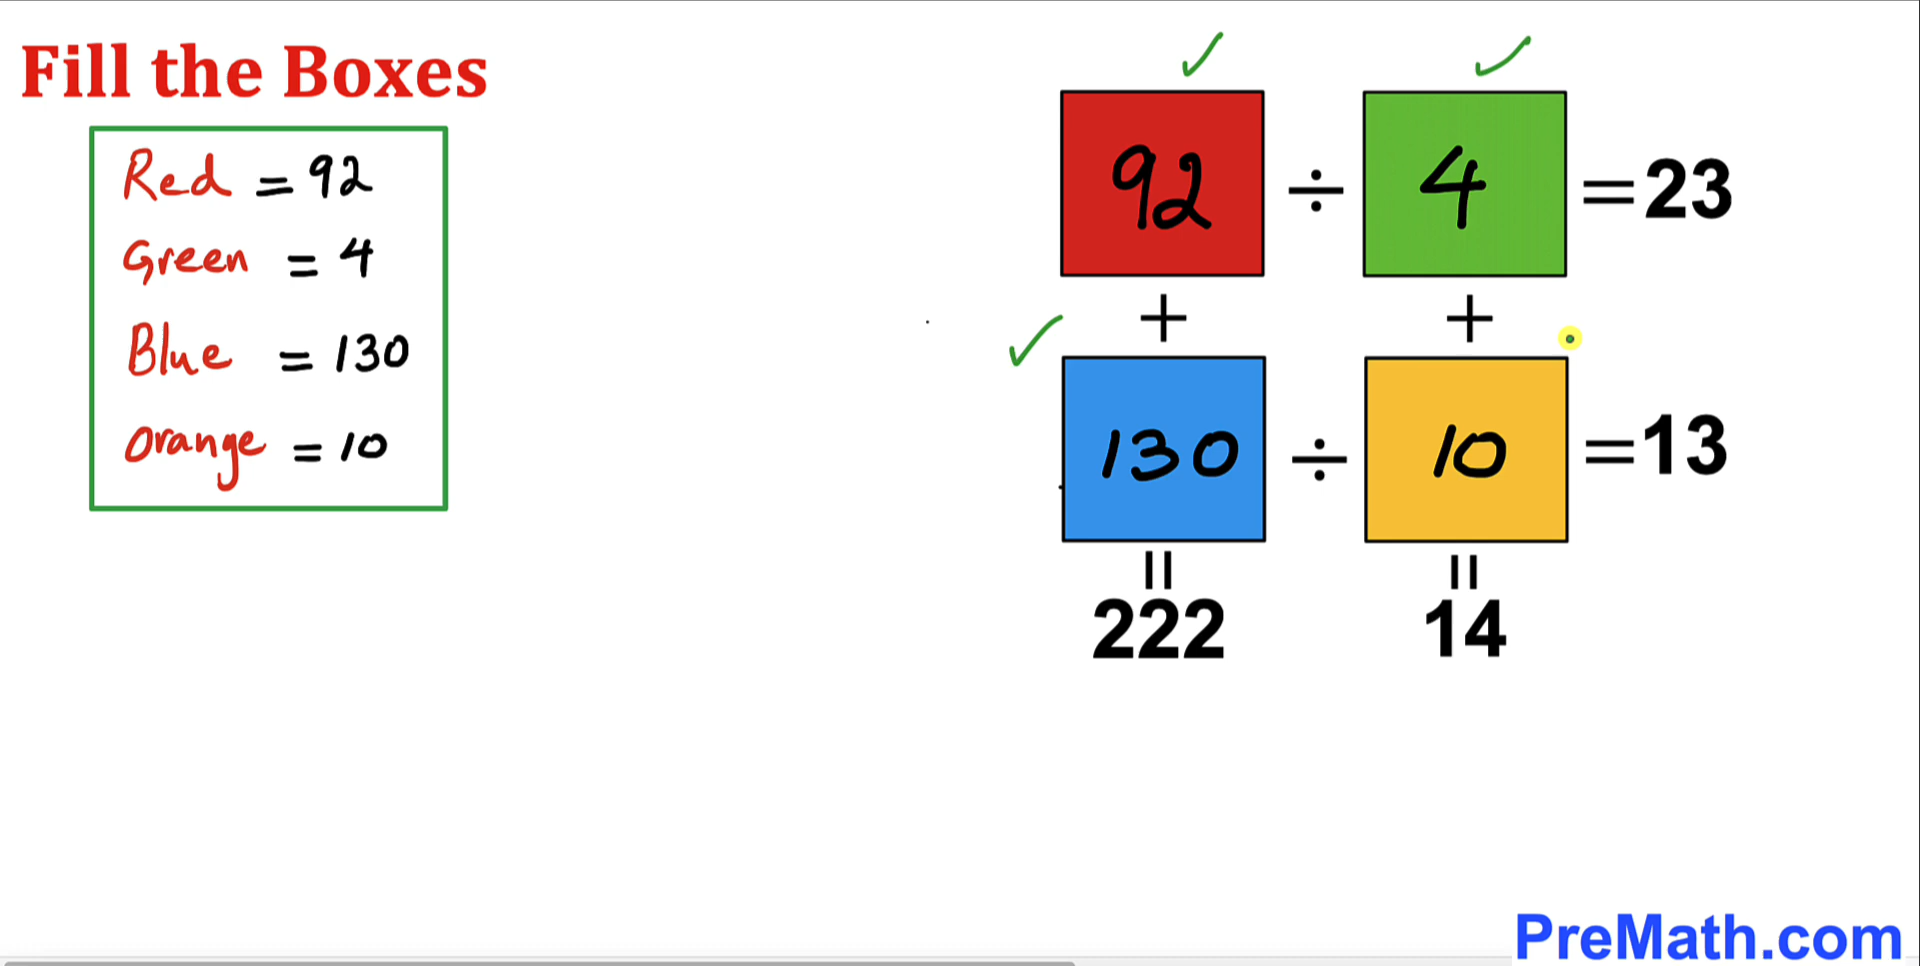 Fill the Boxes
Red = 92
Green = 4
Blue = 130
Orange = 10
92 ÷ 4 = 23
+ +
130 ÷ 10 = 13
= =
222 14
PreMath.com